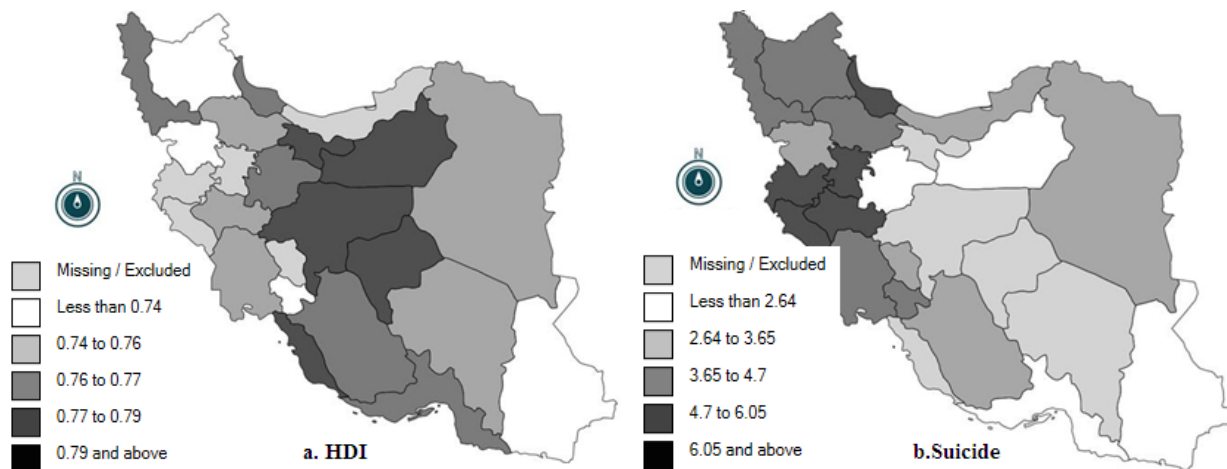 N
Missing / Excluded
Less than 0.74
0.74 to 0.76
0.76 to 0.77
0.77 to 0.79
0.79 and above
a. HDI
N
Missing / Excluded
Less than 2.64
2.64 to 3.65
3.65 to 4.7
4.7 to 6.05
6.05 and above
b.Suicide